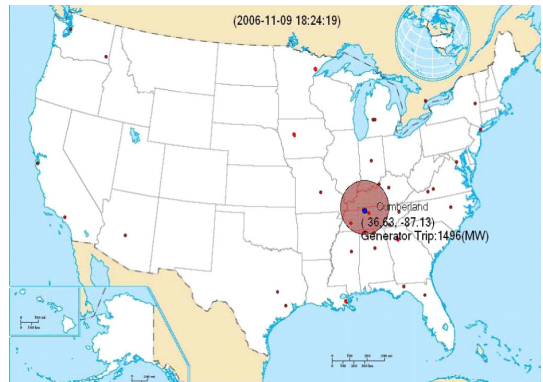 (2006-11-09 18:24:19)
Cumberland
( 36.63, -87.13)
Generator Trip:1496(MW)